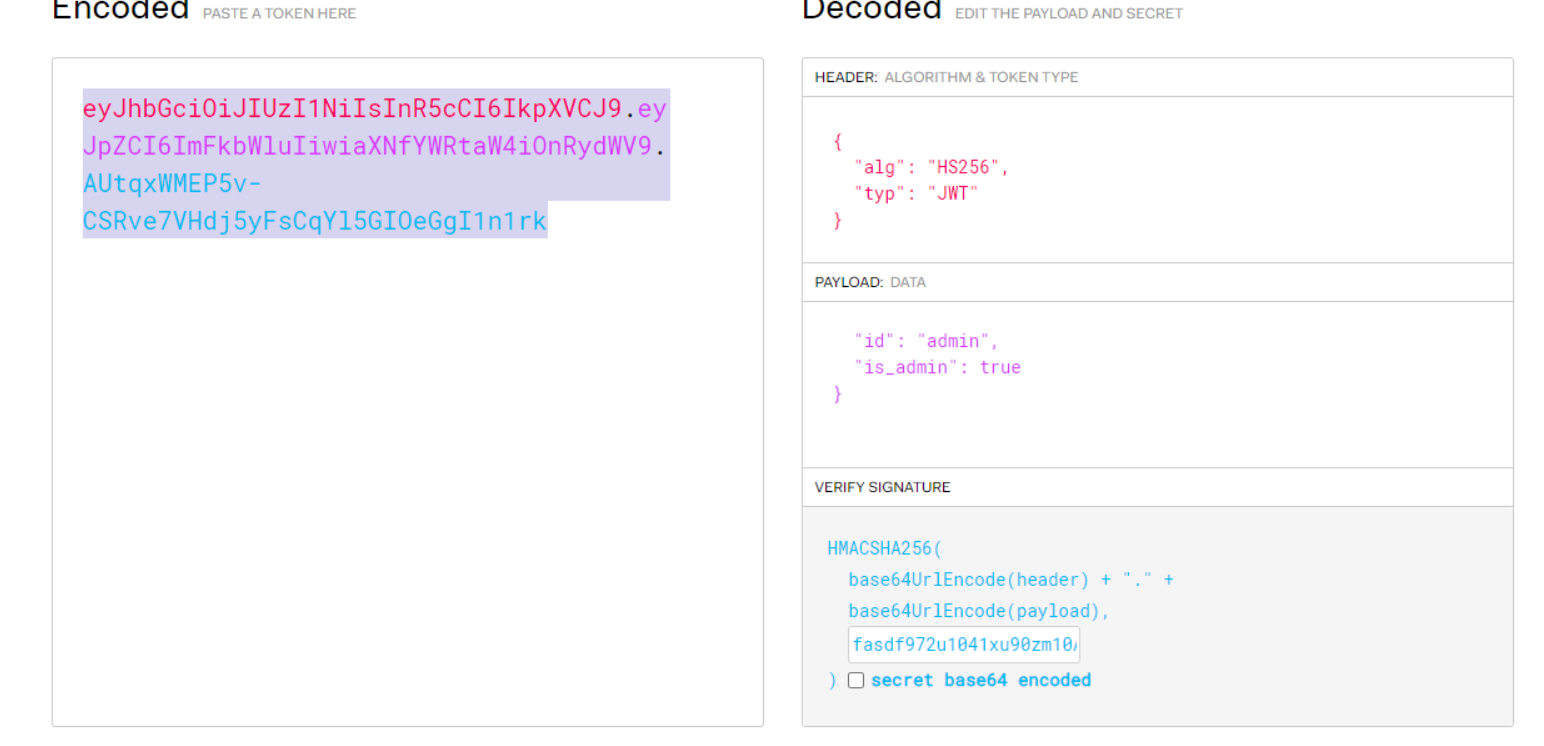 Encoded PASTE A TOKEN HERE
eyJhbGciOiJIUzI1NiIsInR5cCI6IkpXVCJ9.ey
JpZCI6ImFkbWluIiwiaXNfYWRtaW4iOnRydWV9.
AUtqxWMEP5v-
CSRve7VHdj5yFsCqYl5GIOeGgI1n1rk
Decoded EDIT THE PAYLOAD AND SECRET
HEADER: ALGORITHM & TOKEN TYPE
{
"alg": "HS256",
"typ": "JWT"
}
PAYLOAD: DATA
"id": "admin",
"is_admin": true
}
VERIFY SIGNATURE
HMACSHA256(
base64UrlEncode(header) + "." +
base64UrlEncode(payload),
fasdf972u1041xu90zm10
) secret base64 encoded